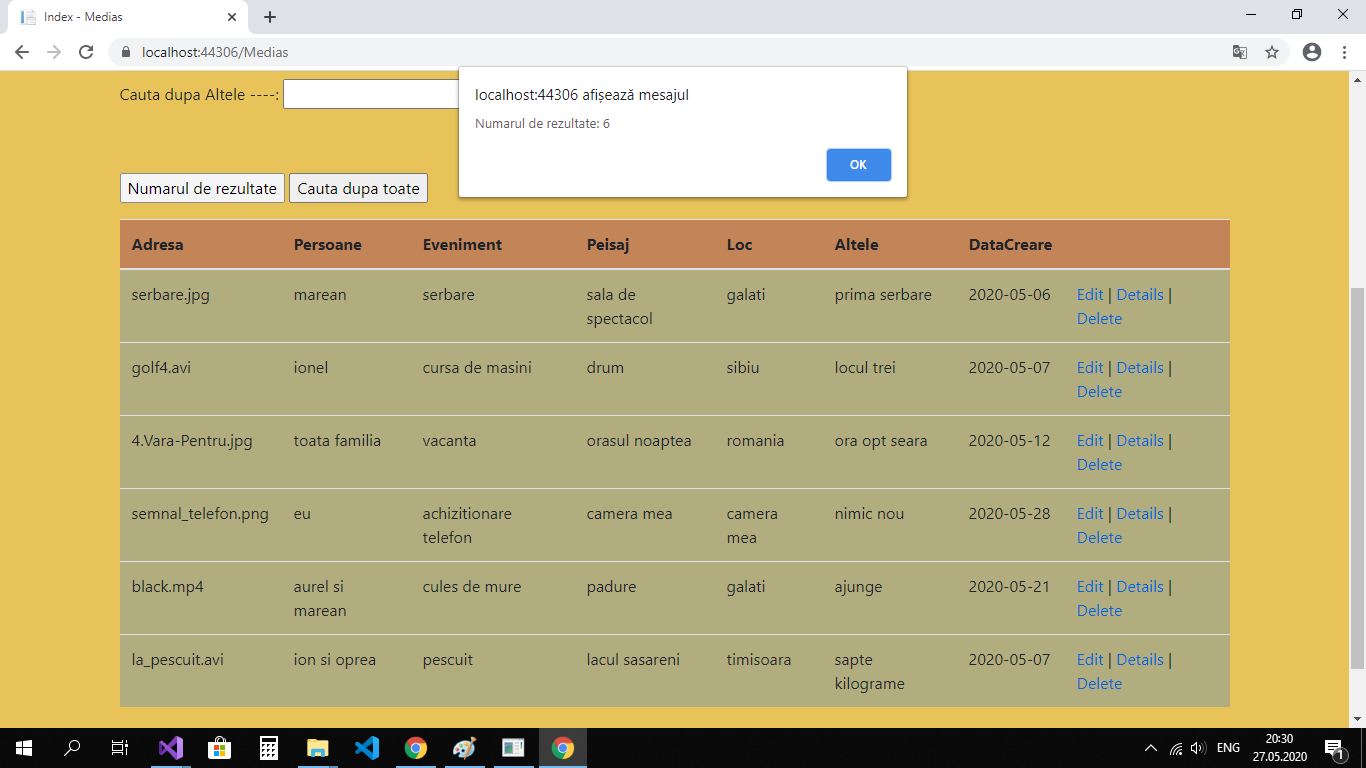 Index - Medias
localhost:44306/Medias
Cauta dupa Altele ----:
localhost:44306 afișează mesajul
Numarul de rezultate: 6
OK
Numarul de rezultate Cauta dupa toate
Adresa Persoane Eveniment Peisaj Loc Altele DataCreare
serbare.jpg marean serbare sala de galati prima serbare 2020-05-06 Edit | Details |
spectacol Delete
golf4.avi ionel cursa de masini drum sibiu locul trei 2020-05-07 Edit | Details |
Delete
4.Vara-Pentru.jpg toata familia vacanta orasul noaptea romania ora opt seara 2020-05-12 Edit | Details |
Delete
semnal_telefon.png eu achizitionare camera mea camera nimic nou 2020-05-28 Edit | Details |
telefon mea Delete
black.mp4 aurel si cules de mure padure galati ajunge 2020-05-21 Edit | Details |
marean Delete
la_pescuit.avi ion si oprea pescuit lacul sasareni timisoara sapte 2020-05-07 Edit | Details |
kilograme Delete
ENG
20:30
27.05.2020
1